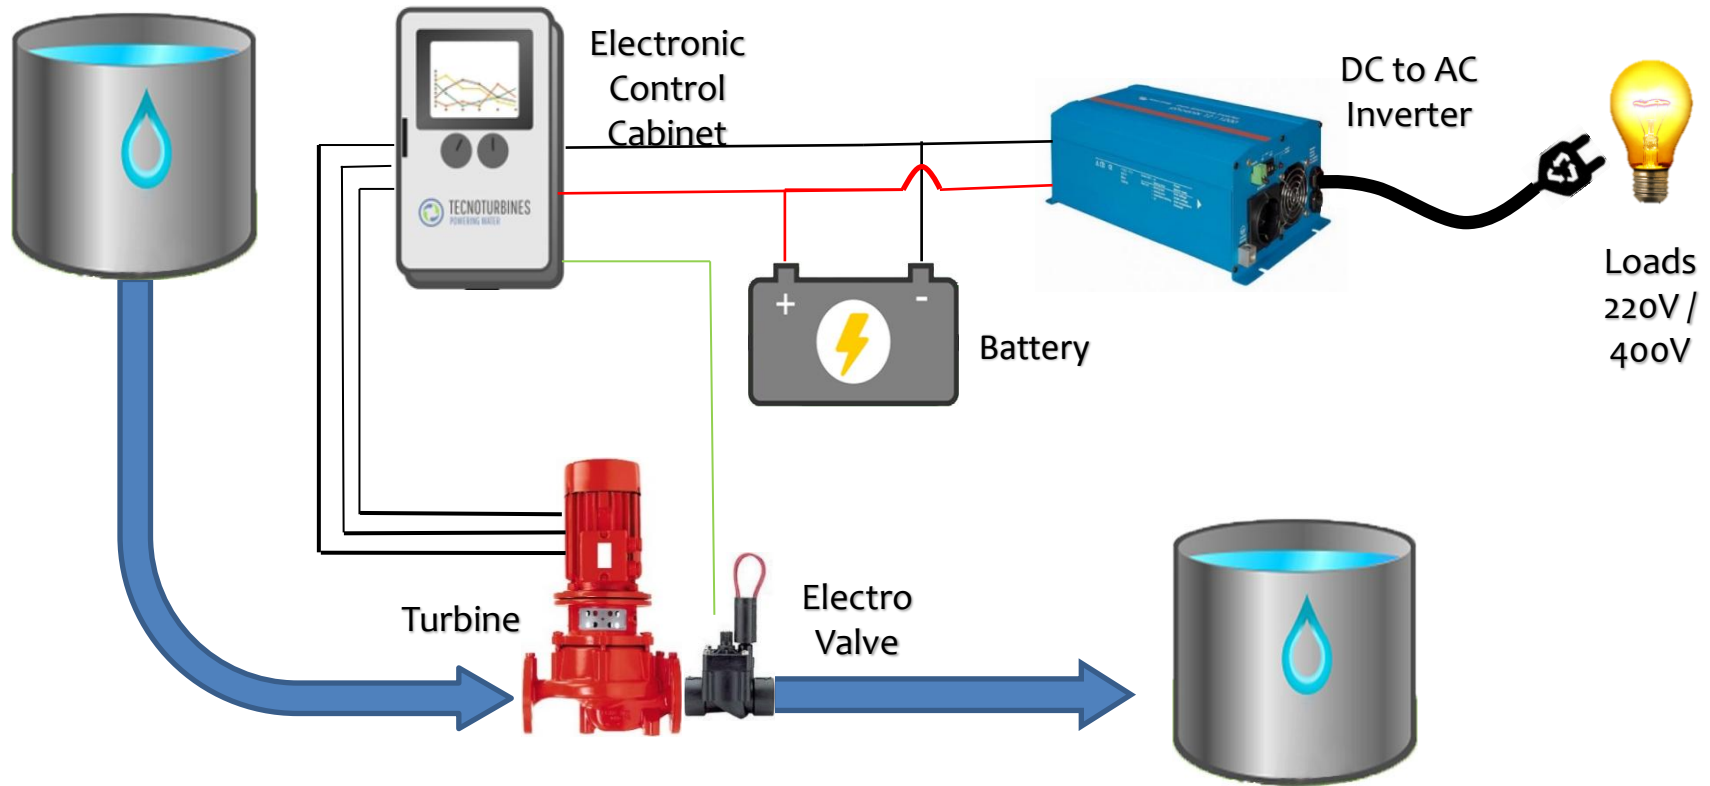 Electronic
Control
Cabinet
DC to AC
Inverter
TECNOTURBINES
POWERING WATER
Loads
220V /
400V
+
-
Battery
Turbine
Electro
Valve